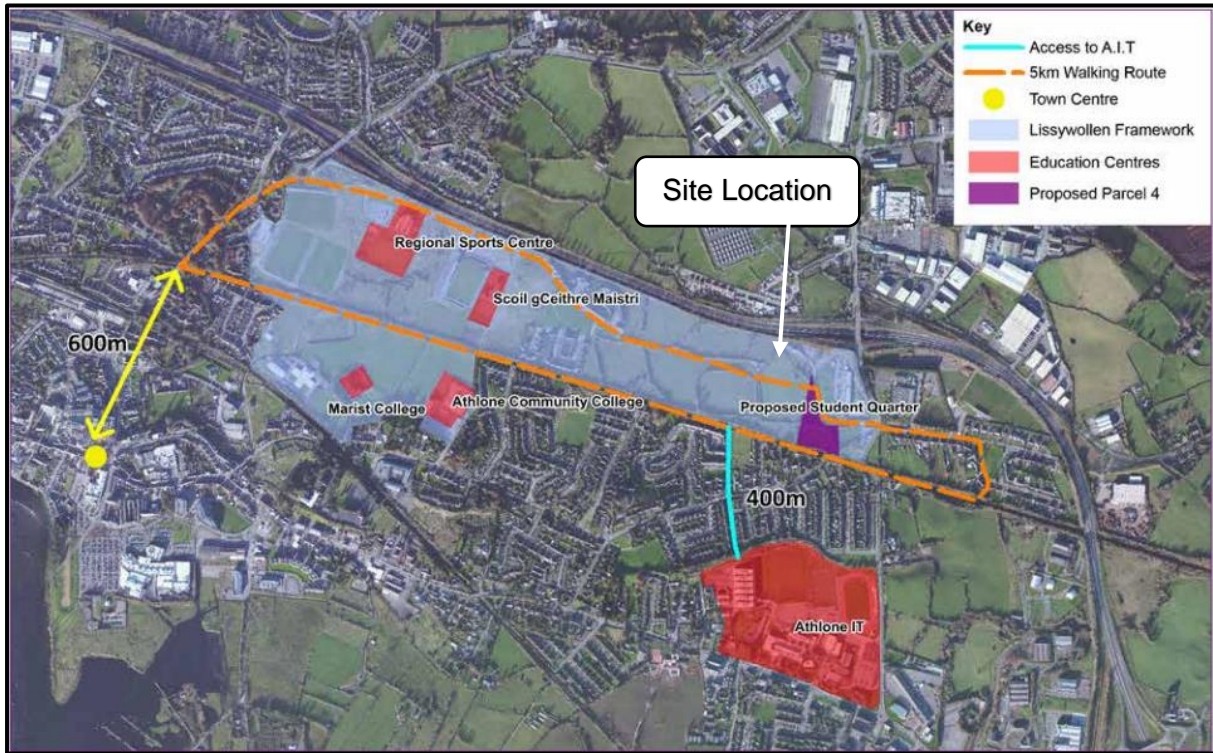 Key
Access to A.I.T
5km Walking Route
Town Centre
Lissywollen Framework
Education Centres
Proposed Parcel 4
Site Location
Regional Sports Centre
Scoil gCeithre Maistri
600m
Marist College
Athlone Community College
Proposed Student Quarter
400m
Athlone IT